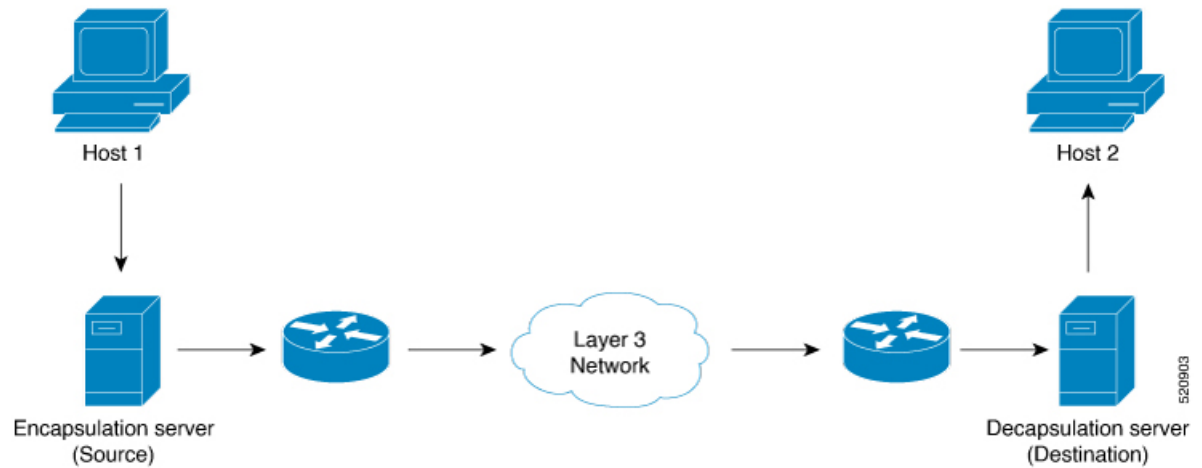 Host 1
Host 2
Layer 3
Network
Encapsulation server
(Source)
Decapsulation server
(Destination)
520903